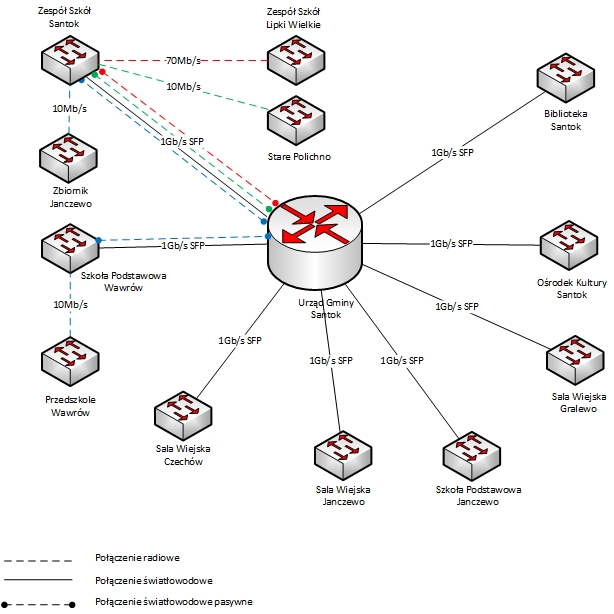 Zespół Szkół
Santok
Zespół Szkół
Lipki Wielkie
70Mb/s
10Mb/s
Stare Polichno
Biblioteka
Santok
10Mb/s
1Gb/s SFP
1Gb/s SFP
Zbiornik
Janczewo
1Gb/s SFP
1Gb/s SFP
Szkoła Podstawowa
Wawrów
Ośrodek Kultury
Santok
10Mb/s
Urząd Gminy
Santok
1Gb/s SFP
1Gb/s SFP
1Gb/s SFP
1Gb/s SFP
Przedszkole
Wawrów
Sala Wiejska
Gralewo
Sala Wiejska
Czechów
Sala Wiejska
Janczewo
Szkoła Podstawowa
Janczewo
Połączenie radiowe
Połączenie światłowodowe
Połączenie światłowodowe pasywne